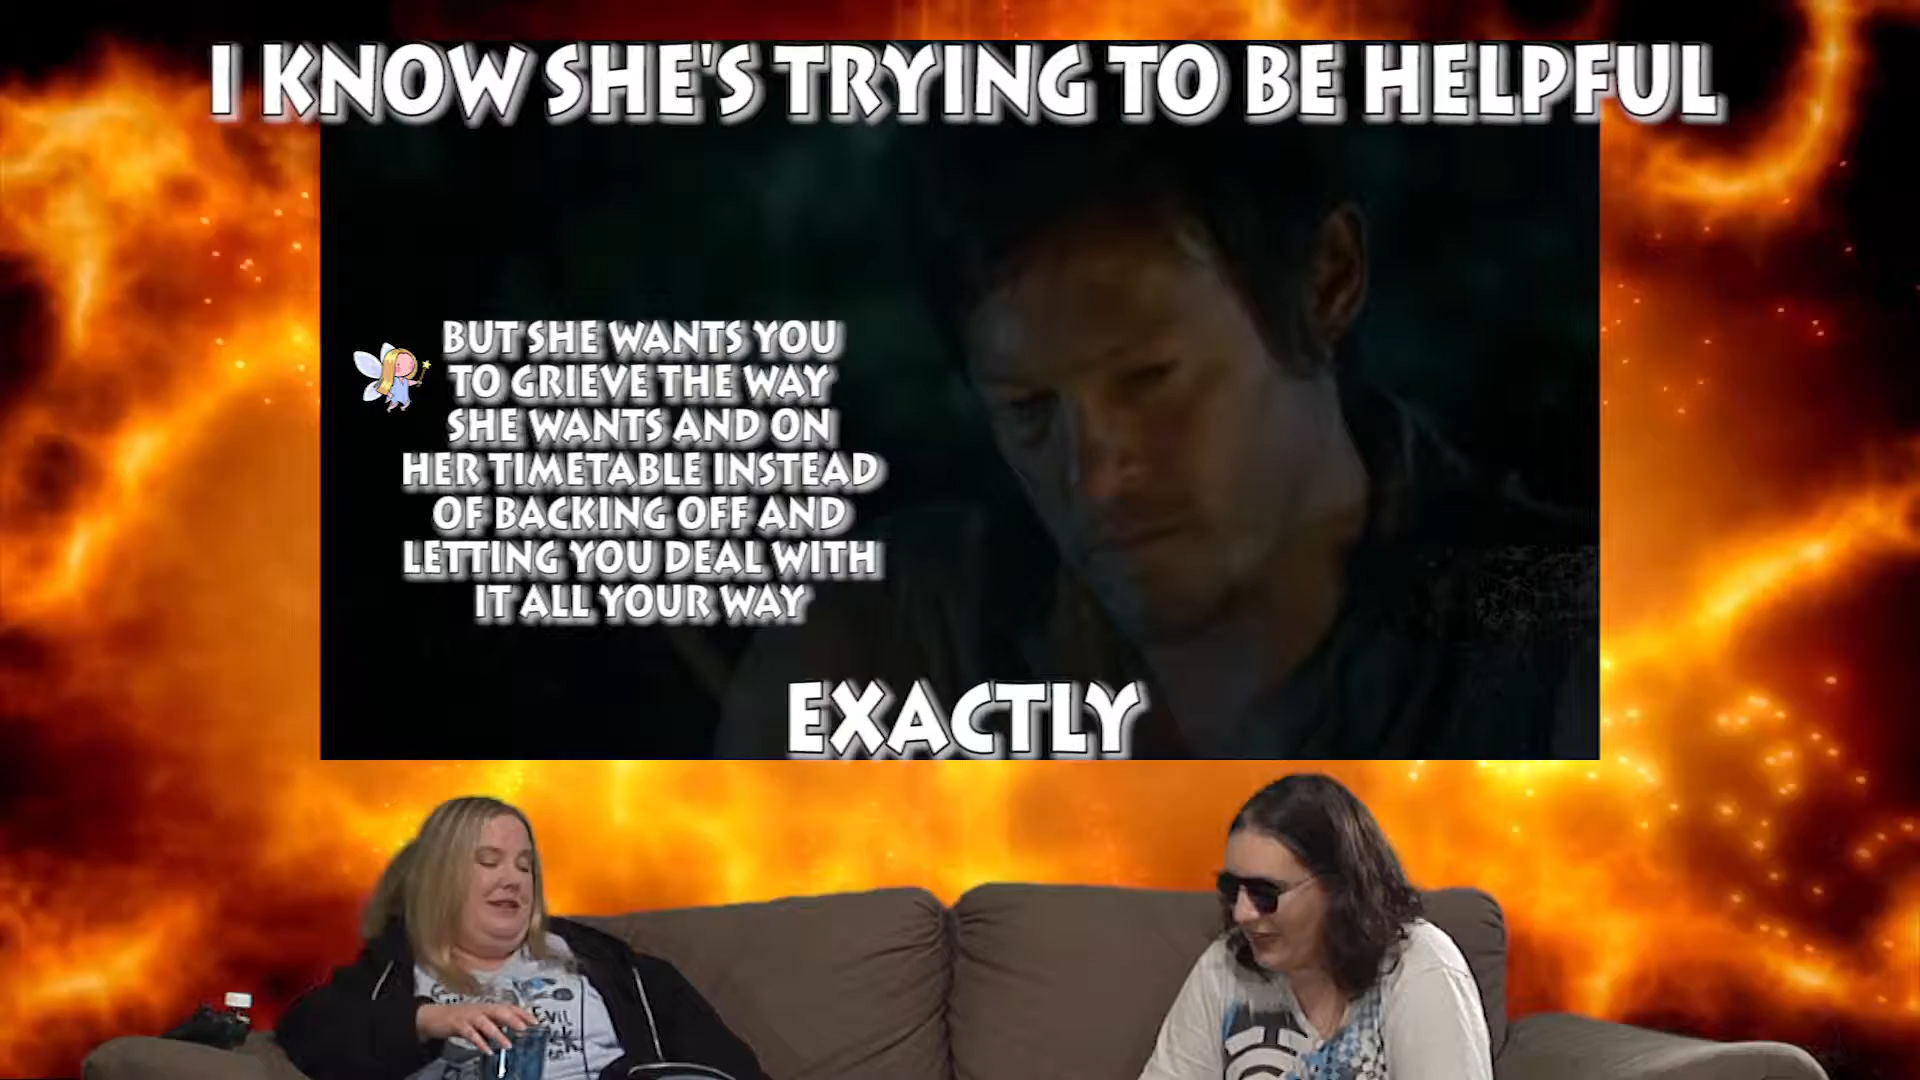 I KNOW SHE'S TRYING TO BE HELPFUL
BUT SHE WANTS YOU
TO GRIEVE THE WAY
SHE WANTS AND ON
HER TIMETABLE INSTEAD
OF BACKING OFF AND
LETTING YOU DEAL WITH
IT ALL YOUR WAY
EXACTLY
EVIL